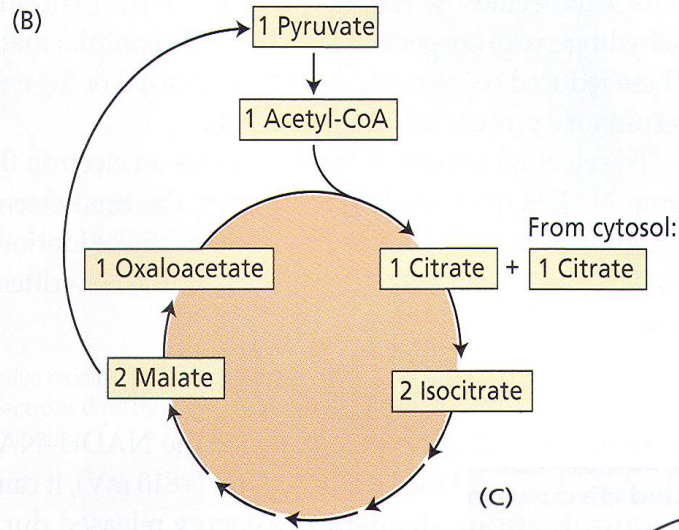 (B)
1 Pyruvate
1 Acetyl-CoA
From cytosol:
1 Oxaloacetate
1 Citrate + 1 Citrate
2 Malate
2 Isocitrate
(C)